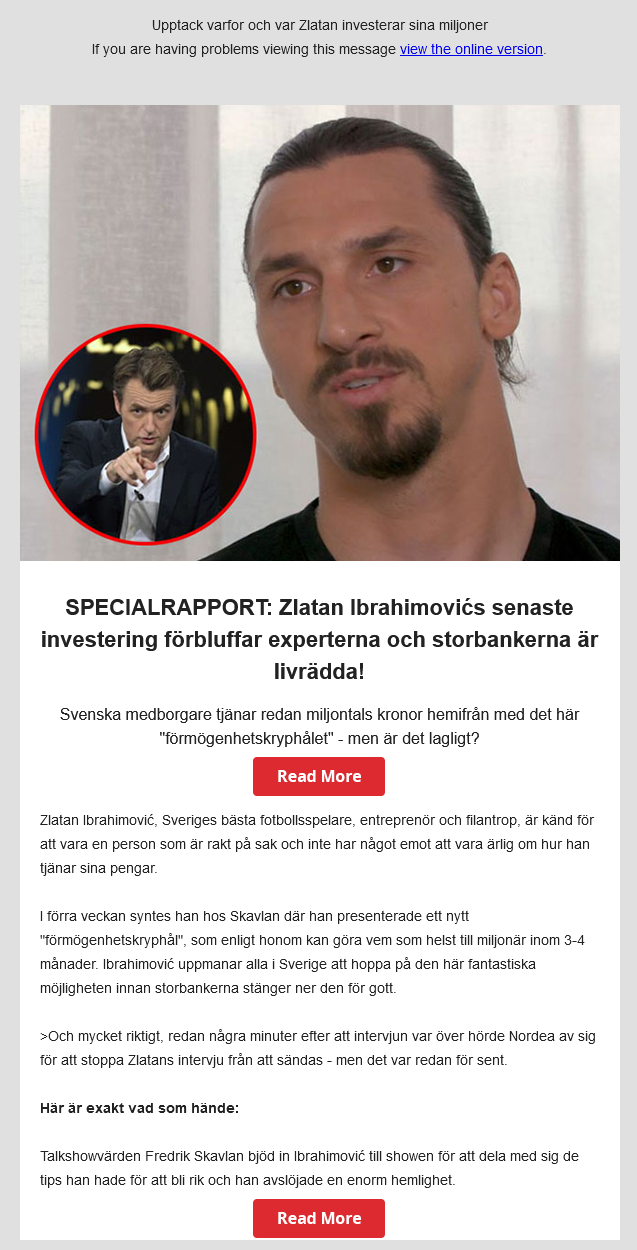 Upptack varfor och var Zlatan investerar sina miljoner
If you are having problems viewing this message view the online version.
SPECIALRAPPORT: Zlatan Ibrahimovićs senaste
investering förbluffar experterna och storbankerna är
livrädda!
Svenska medborgare tjänar redan miljontals kronor hemifrån med det här
"förmögenhetskryphålet" - men är det lagligt?
Read More
Zlatan Ibrahimović, Sveriges bästa fotbollsspelare, entreprenör och filantrop, är känd för
att vara en person som är rakt på sak och inte har något emot att vara ärlig om hur han
tjänar sina pengar.
I förra veckan syntes han hos Skavlan där han presenterade ett nytt
"förmögenhetskryphål", som enligt honom kan göra vem som helst till miljonär inom 3-4
månader. Ibrahimović uppmanar alla i Sverige att hoppa på den här fantastiska
möjligheten innan storbankerna stänger ner den för gott.
>Och mycket riktigt, redan några minuter efter att intervjun var över hörde Nordea av sig
för att stoppa Zlatans intervju från att sändas - men det var redan för sent.
Här är exakt vad som hände:
Talkshowvärden Fredrik Skavlan bjöd in Ibrahimović till showen för att dela med sig de
tips han hade för att bli rik och han avslöjade en enorm hemlighet.
Read More